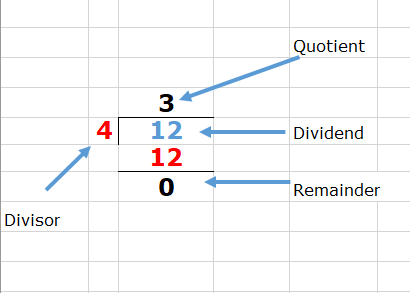 Quotient
3
4 12 Dividend
12
0 Remainder
Divisor